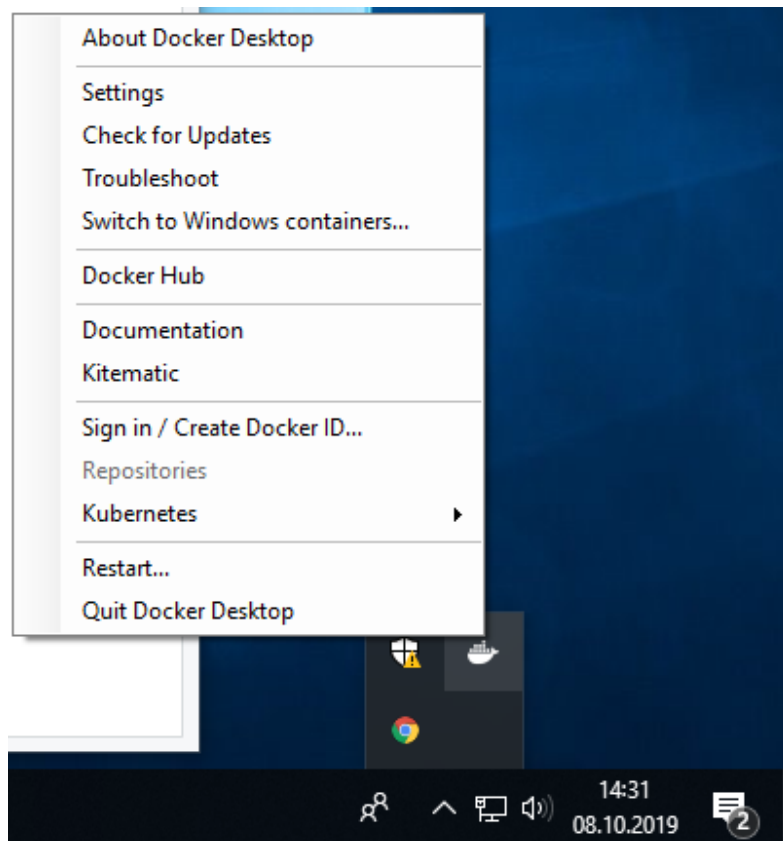 About Docker Desktop
Settings
Check for Updates
Troubleshoot
Switch to Windows containers...
Docker Hub
Documentation
Kitematic
Sign in / Create Docker ID...
Repositories
Kubernetes
Restart...
Quit Docker Desktop
14:31
08.10.2019
2